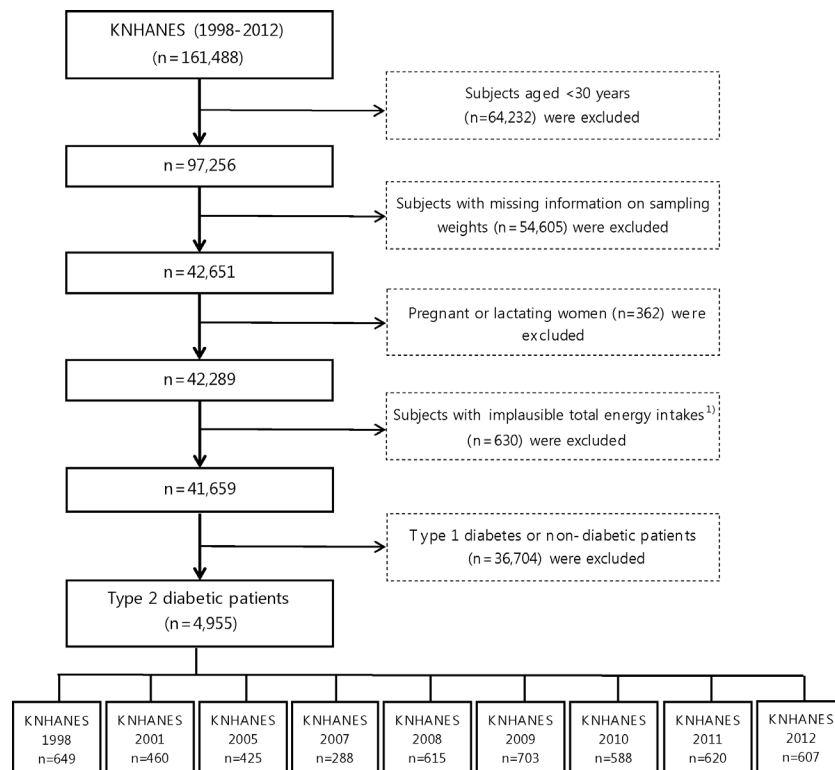 KNHANES (1998-2012)
(n=161,488)
Subjects aged <30 years
(n=64,232) were excluded
n=97,256
Subjects with missing information on sampling
weights (n=54,605) were excluded
n=42,651
Pregnant or lactating women (n=362) were
excluded
n=42,289
Subjects with implausible total energy intakes1)
(n=630) were excluded
n=41,659
Type 1 diabetes or non-diabetic patients
(n=36,704) were excluded
Type 2 diabetic patients
(n=4,955)
KNHANES
1998
n=649
KNHANES
2001
n=460
KNHANES
2005
n=425
KNHANES
2007
n=288
KNHANES
2008
n=615
KNHANES
2009
n=703
KNHANES
2010
n=588
KNHANES
2011
n=620
KNHANES
2012
n=607